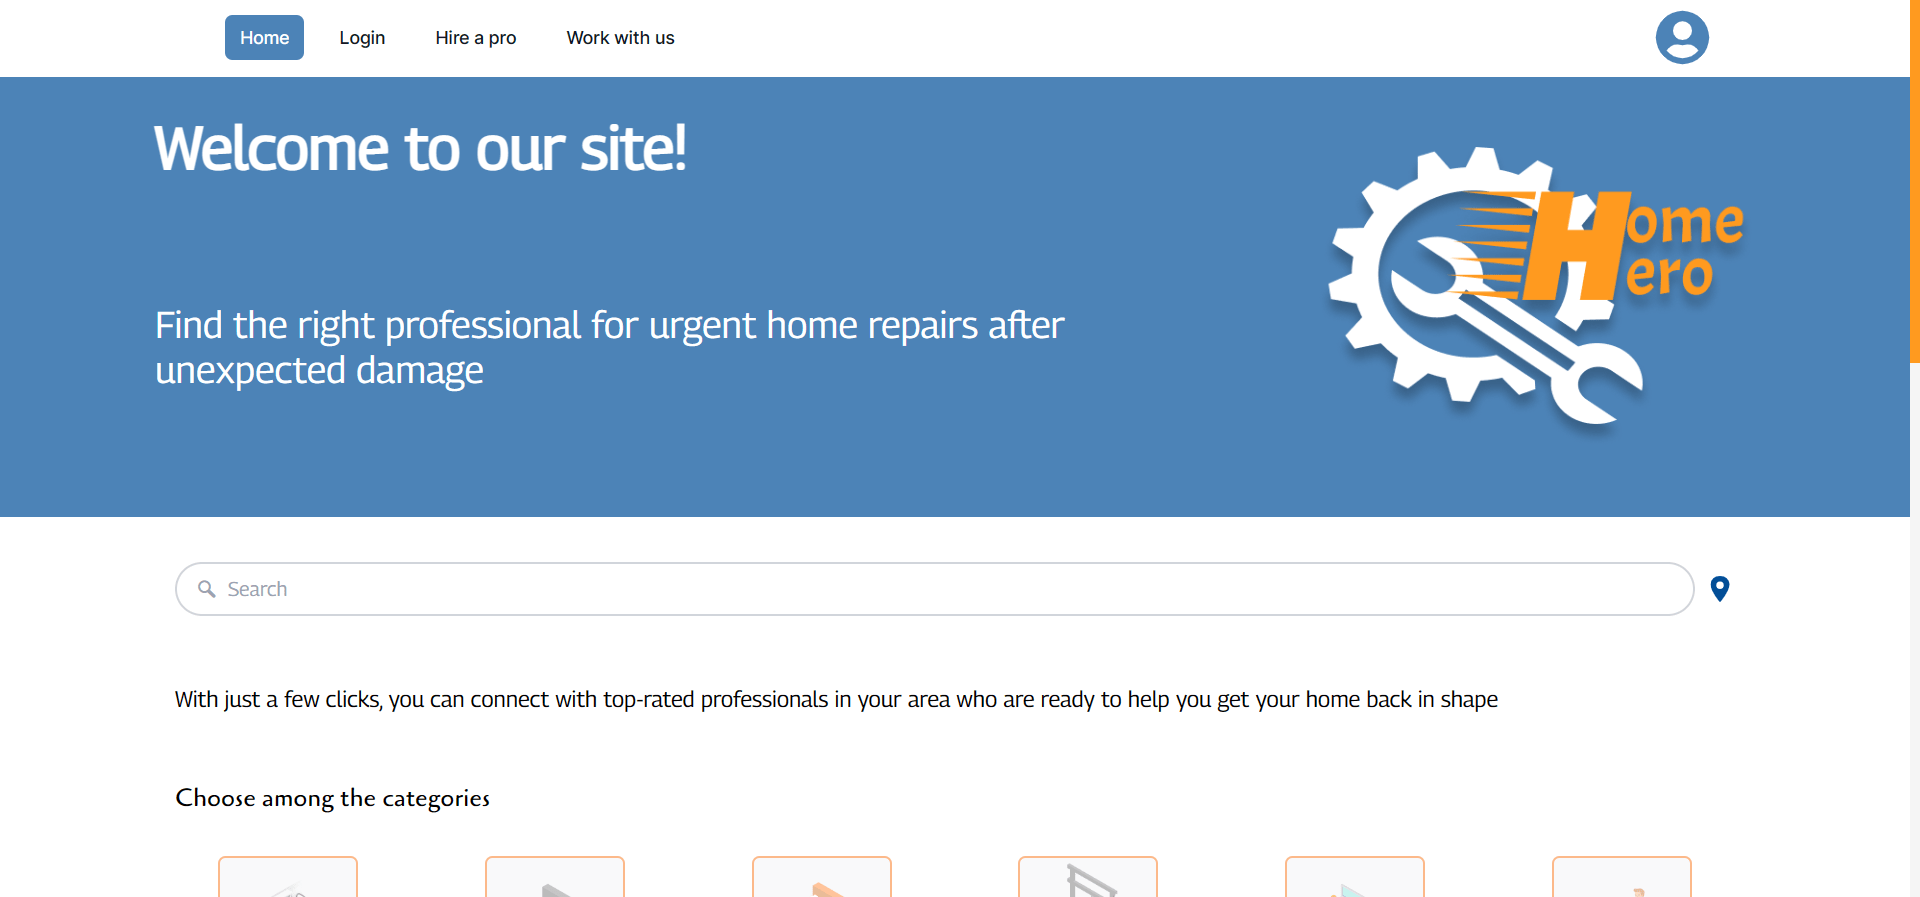 Home
Login
Hire a pro
Work with us
Welcome to our site!
Home
Hero
Find the right professional for urgent home repairs after
unexpected damage
Search
With just a few clicks, you can connect with top-rated professionals in your area who are ready to help you get your home back in shape
Choose among the categories